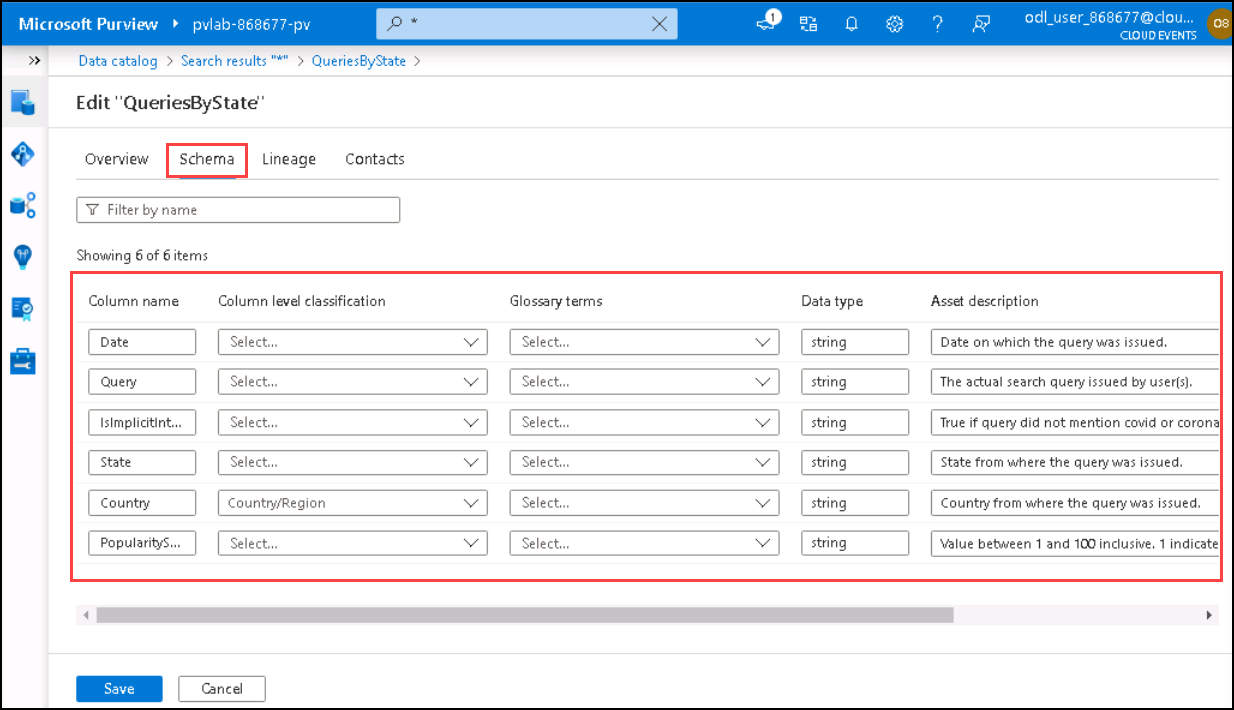 Microsoft Purview pvlab-868677-pv * 1 ? odl_user_868677@clou... O8
CLOUD EVENTS
Data catalog > Search results "*" > QueriesByState >
Edit "QueriesByState"
Overview Schema Lineage Contacts
Filter by name
Showing 6 of 6 items
Column name Column level classification Glossary terms Data type Asset description
Date Select... Select... string Date on which the query was issued.
Query Select... Select... string The actual search query issued by user(s).
IsImplicitInt... Select... Select... string True if query did not mention covid or corona
State Select... Select... string State from where the query was issued.
Country Country/Region Select... string Country from where the query was issued.
PopularityS... Select... Select... string Value between 1 and 100 inclusive. 1 indicate
Save Cancel